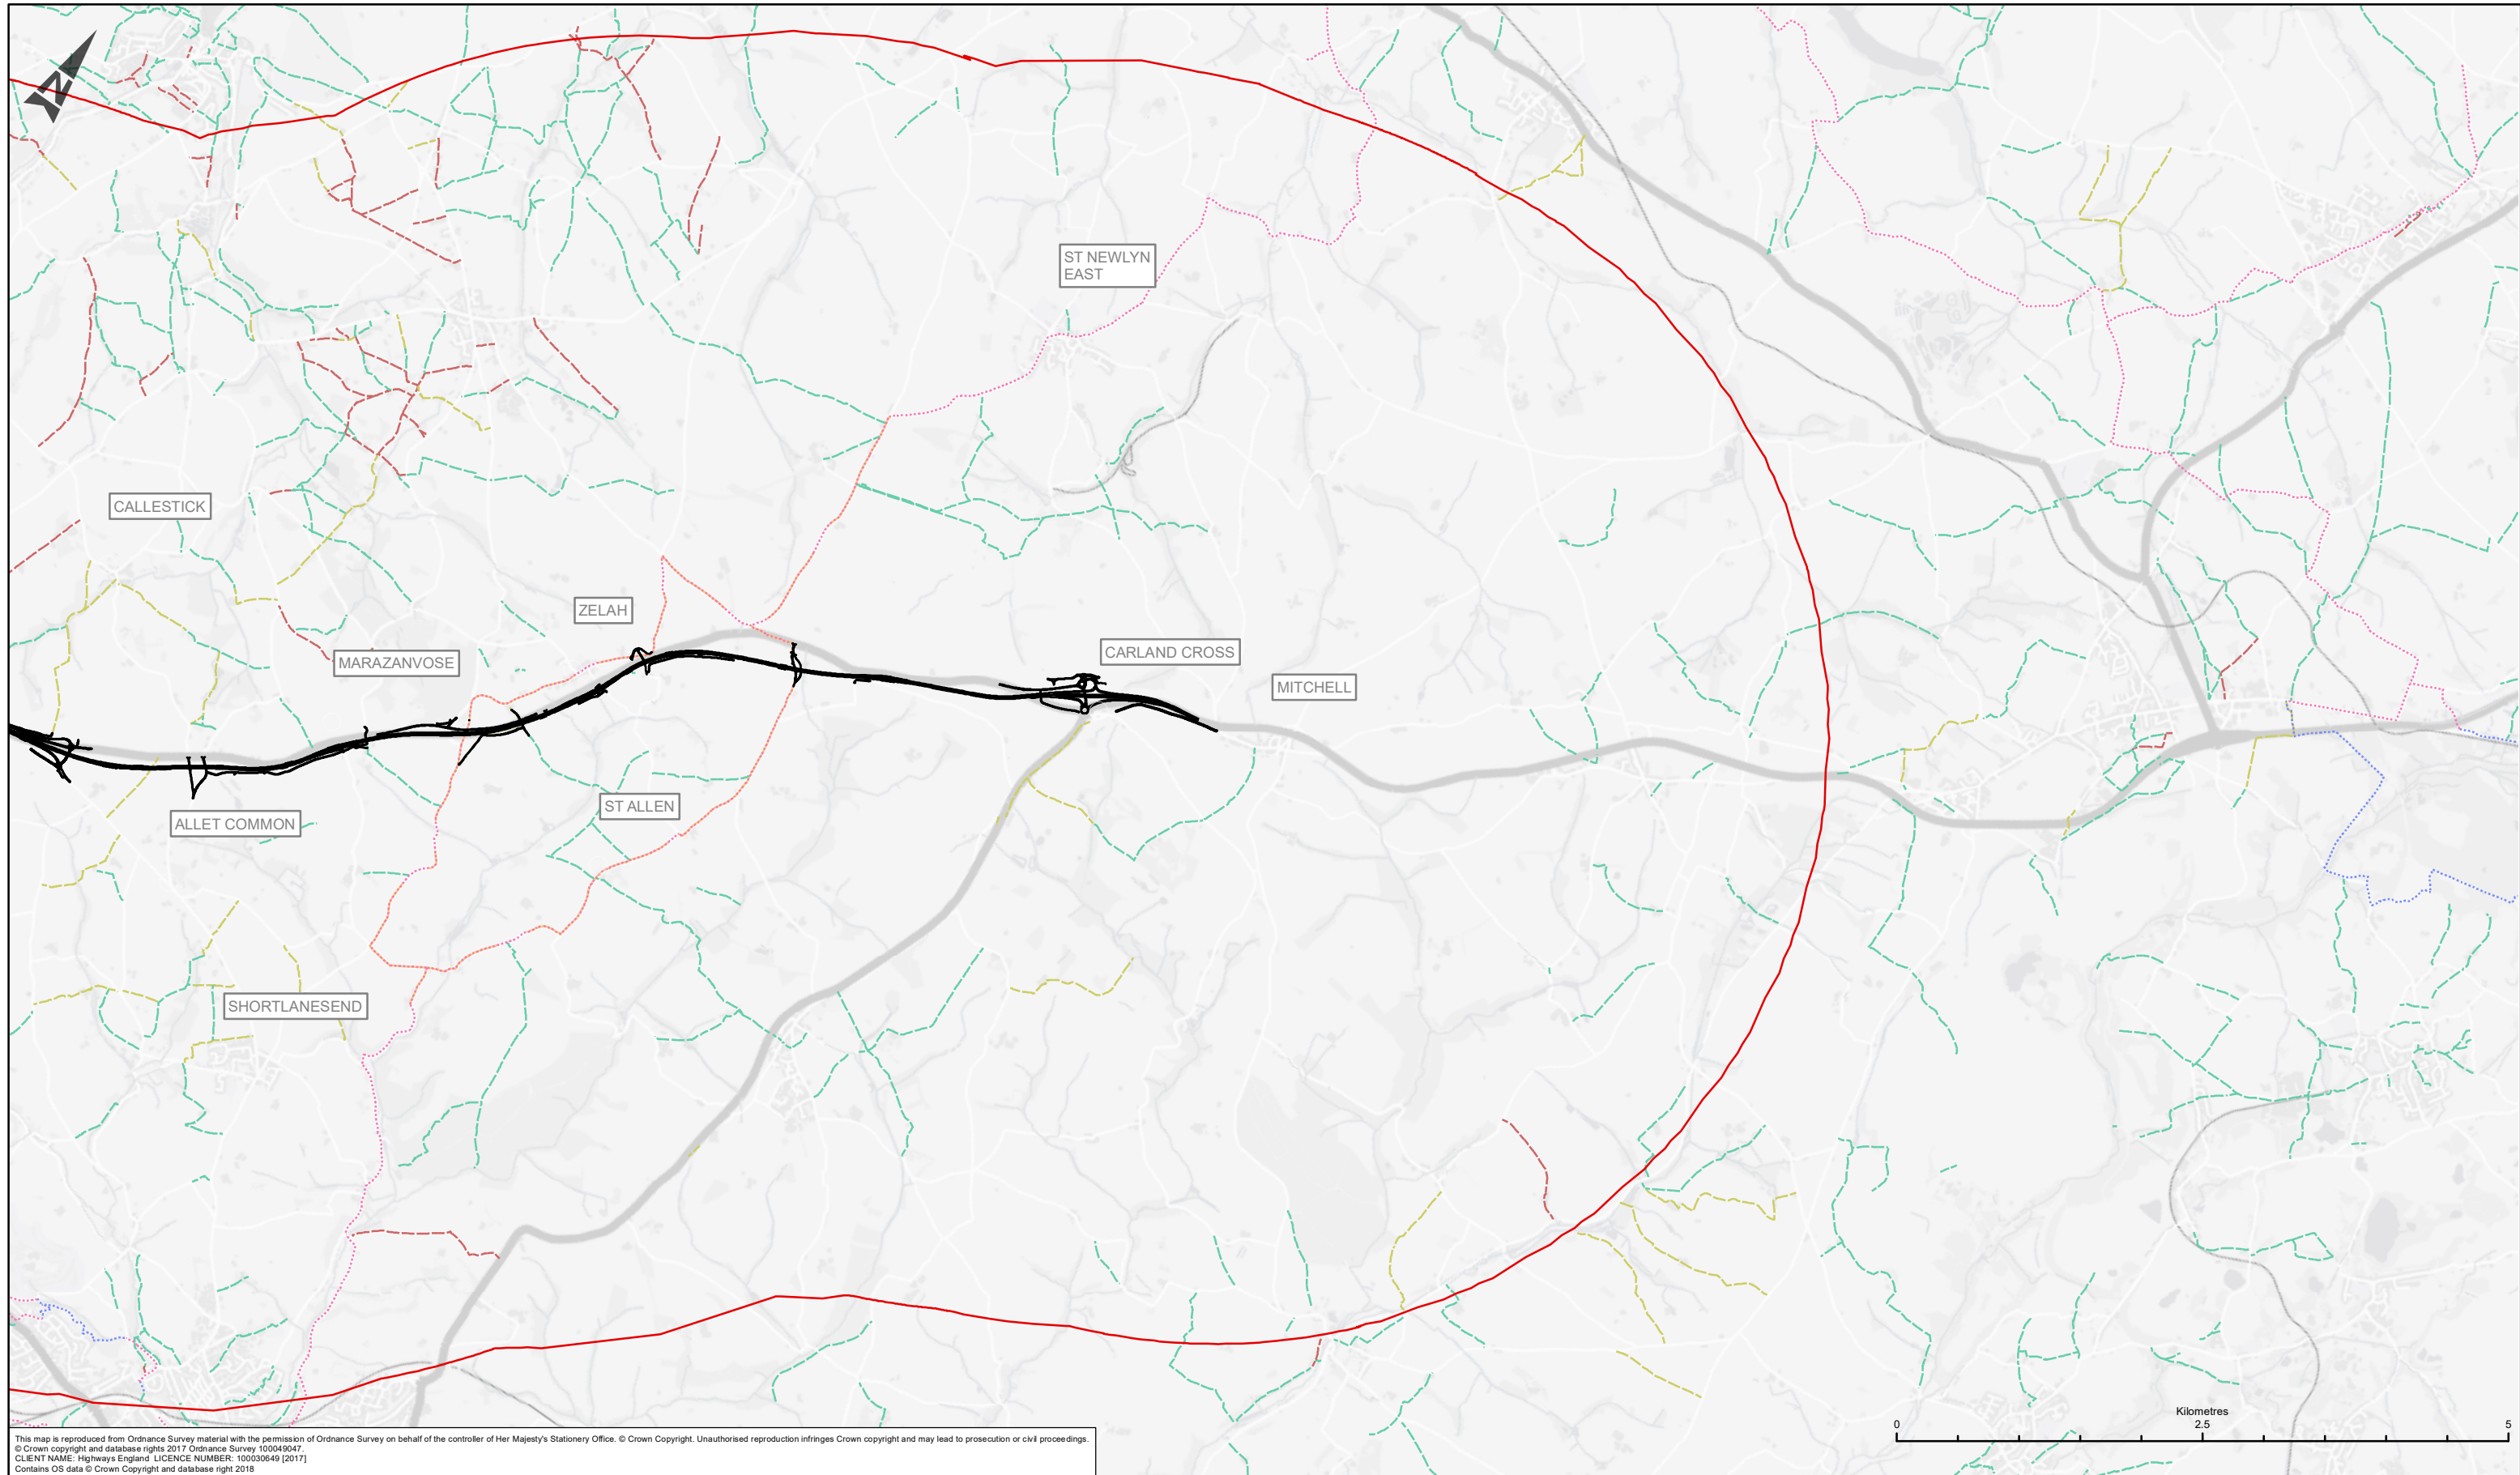 N
ST NEWLYN
EAST
CALLESTICK
ZELAH
MARAZANVOSE
CARLAND CROSS
MITCHELL
ST ALLEN
ALLET COMMON
SHORTLANESEND
Kilometres
0 2.5 5
This map is reproduced from Ordnance Survey material with the permission of Ordnance Survey on behalf of the controller of Her Majesty's Stationery Office. © Crown Copyright. Unauthorised reproduction infringes Crown copyright and may lead to prosecution or civil proceedings.
© Crown copyright and database rights 2017 Ordnance Survey 100049047.
CLIENT NAME: Highways England LICENCE NUMBER: 100030649 [2017]
Contains OS data © Crown Copyright and database right 2018